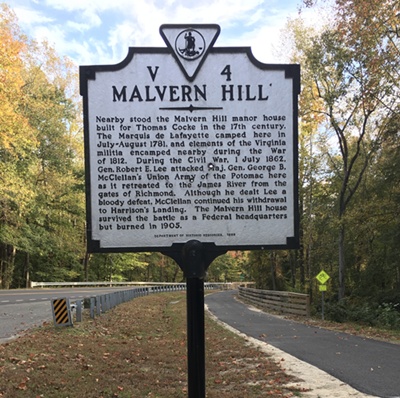 V 4
MALVERN HILL
Nearby stood the Malvern Hill manor house
built for Thomas Cocke in the 17th century.
The Marquis de Lafayette camped here in
July-August 1781, and elements of the Virginia
militia encamped nearby during the War
of 1812. During the Civil War, 1 July 1862,
Gen. Robert E. Lee attacked Maj. Gen. George B.
McClellan's Union Army of the Potomac here
as it retreated to the James River from the
gates of Richmond. Although he dealt Lee a
bloody defeat, McClellan continued his withdrawal
to Harrison's Landing. The Malvern Hill house
survived the battle as a Federal headquarters
but burned in 1905.
DEPARTMENT OF HISTORIC RESOURCES,